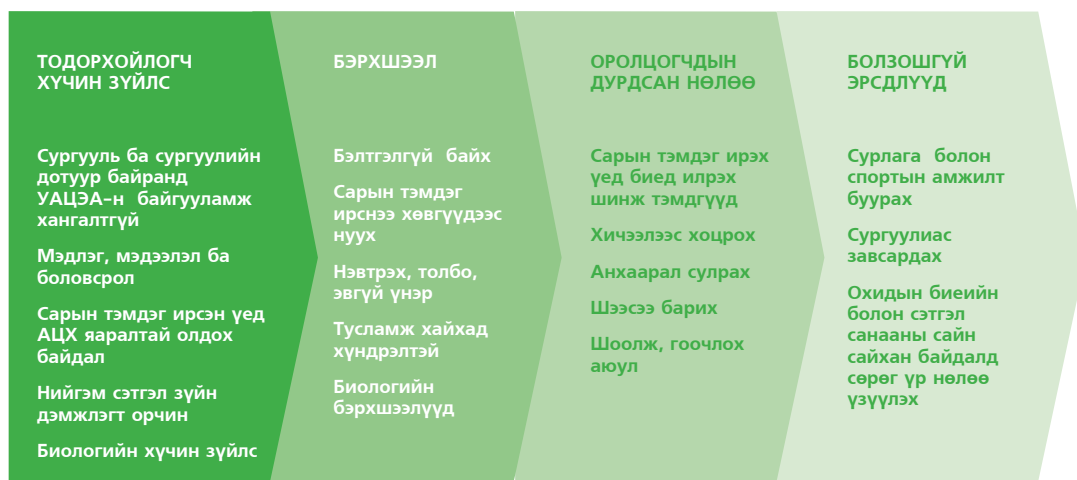 ТОДОРХОЙЛОГЧ
ХҮЧИН ЗҮЙЛС
Сургууль ба сургуулийн
дотуур байранд
УАЦЭА-н байгууламж
хангалтгүй
Мэдлэг, мэдээлэл ба
боловсрол
Сарын тэмдэг ирсэн үед
АЦХ яаралтай олдох
байдал
Нийгэм сэтгэл зүйн
дэмжлэгт орчин
Биологийн хүчин зүйлс
БЭРХШЭЭЛ
Бэлтгэлгүй байх
Сарын тэмдэг
ирснээ хөвгүүдээс
нуух
Нэвтрэх, толбо,
эвгүй үнэр
Тусламж хайхад
хүндрэлтэй
Биологийн
бэрхшээлүүд
ОРОЛЦОГЧДЫН
ДУРДСАН НӨЛӨӨ
Сарын тэмдэг ирэх
үед биед илрэх
шинж тэмдгүүд
Хичээлээс хоцрох
Анхаарал сулрах
Шээсээ барих
Шоолж, гоочлох
аюул
БОЛЗОШГҮЙ
ЭРСДЛҮҮД
Сурлага болон
спортын амжилт
буурах
Сургуулиас
завсардах
Охидын биеийн
болон сэтгэл
санааны сайн
сайхан байдалд
сөрөг үр нөлөө
үзүүлэх